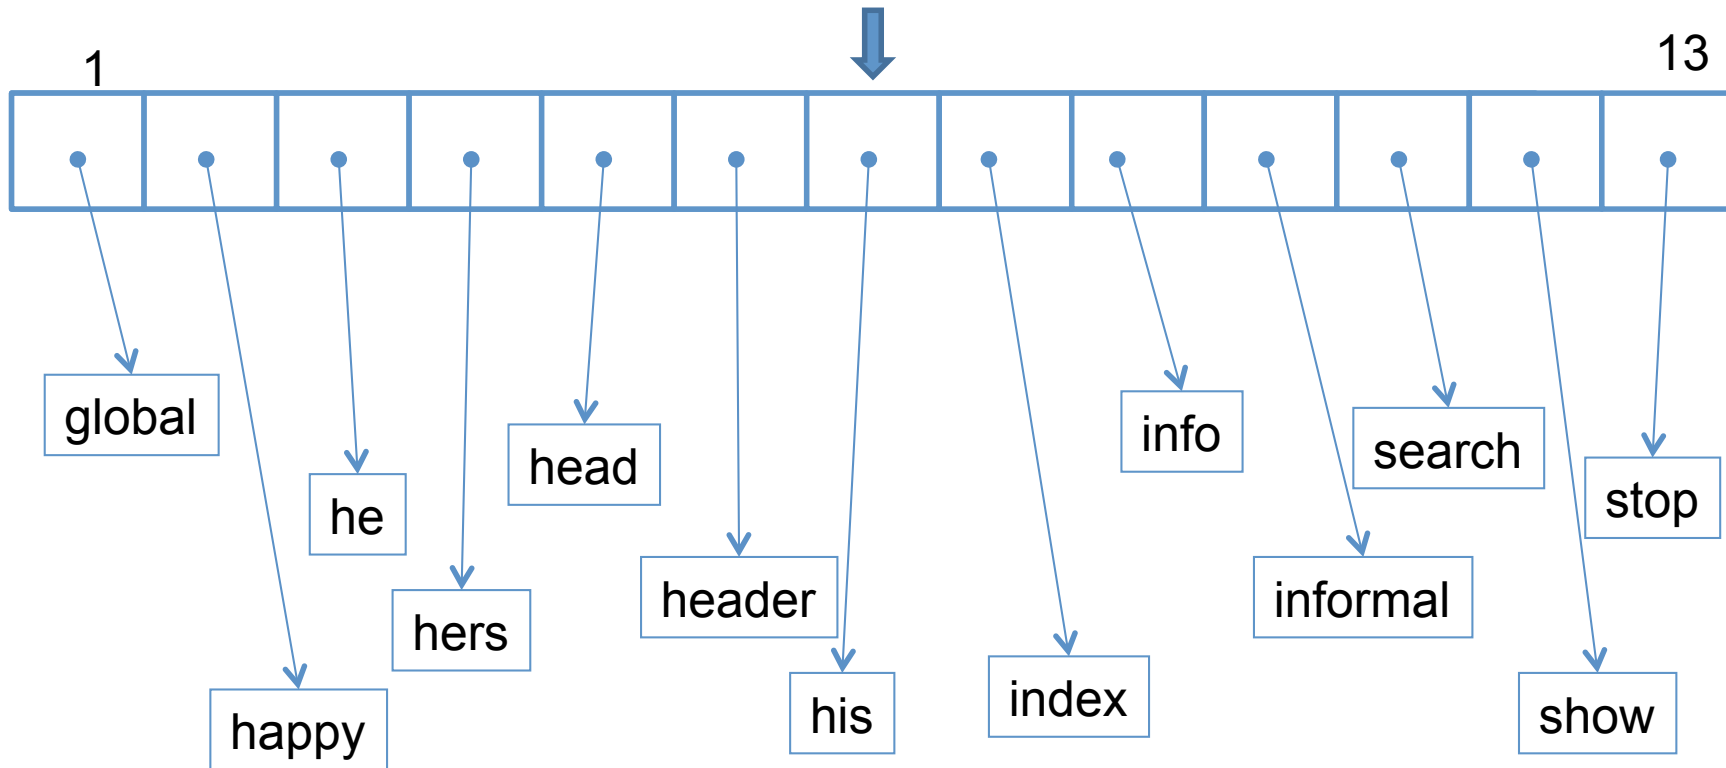 1
13
global
happy
he
hers
head
header
his
index
info
informal
search
show
stop